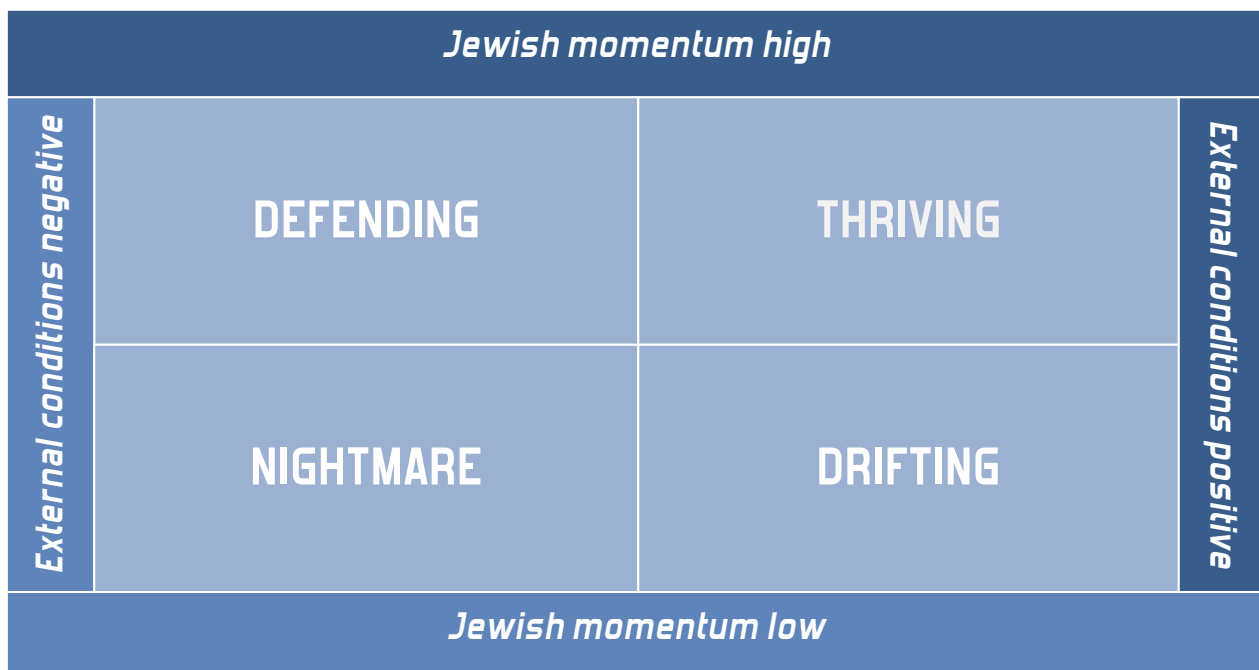 Jewish momentum high
External conditions negative
DEFENDING
THRIVING
External conditions positive
NIGHTMARE
DRIFTING
Jewish momentum low